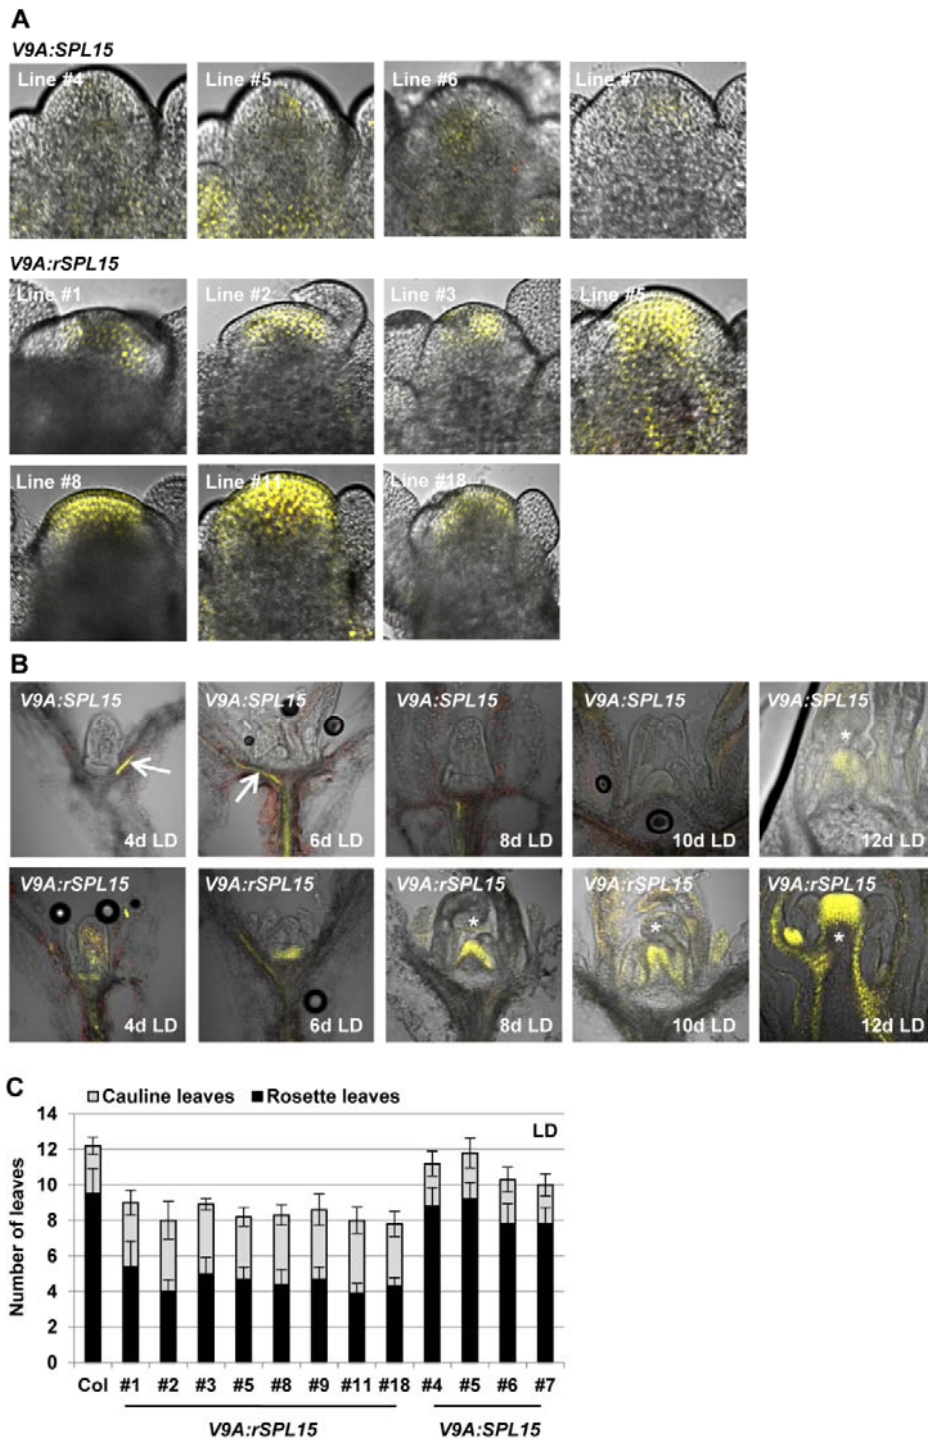 A
V9A:SPL15
Line #4 Line #5 Line #6 Line #7
V9A:rSPL15
Line #1 Line #2 Line #3 Line #5
Line #8 Line #11 Line #18
B
V9A:SPL15 V9A:SPL15 V9A:SPL15 V9A:SPL15 V9A:SPL15
* 
4d LD 6d LD 8d LD 10d LD 12d LD
V9A:rSPL15 V9A:rSPL15 V9A:rSPL15 V9A:rSPL15 V9A:rSPL15
* * *
4d LD 6d LD 8d LD 10d LD 12d LD
C
Cauline leaves Rosette leaves
LD
Number of leaves
14
12
10
8
6
4
2
0
Col #1 #2 #3 #5 #8 #9 #11 #18 #4 #5 #6 #7
V9A:rSPL15 V9A:SPL15